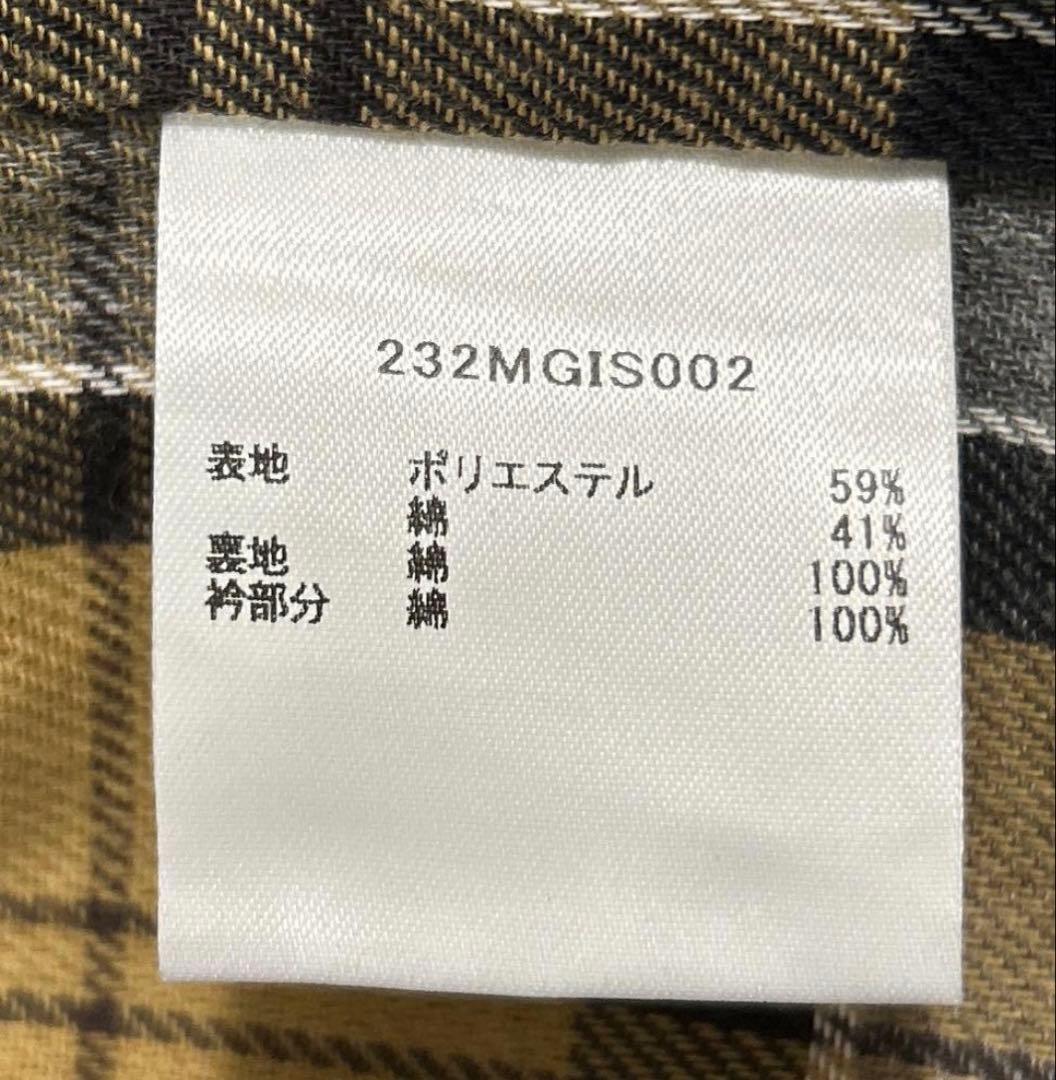 232MGIS002
表地 ポリエステル 59%
綿 41%
裏地 綿 100%
衿部分 綿 100%